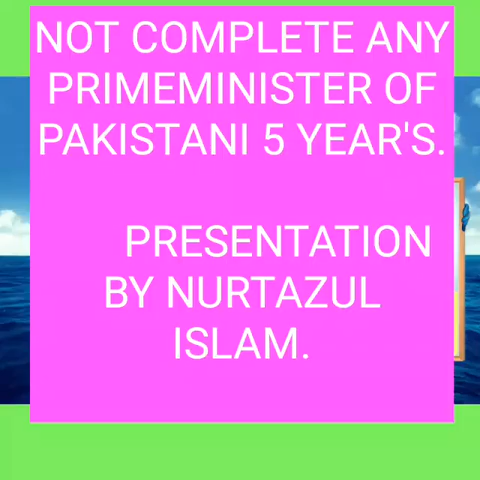 NOT COMPLETE ANY
PRIMEMINISTER OF
PAKISTANI 5 YEAR'S.
PRESENTATION
BY NURTAZUL
ISLAM.